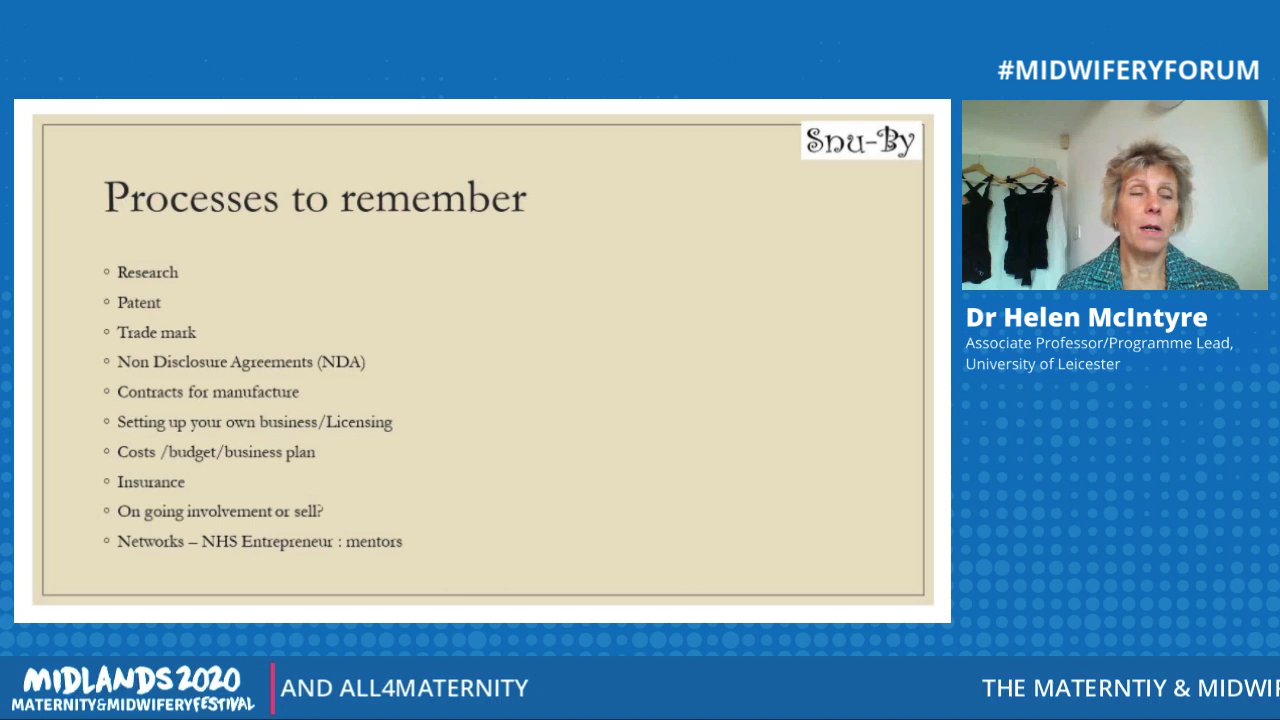 #MIDWIFERYFORUM
Snu-By
Processes to remember
Research
Patent
Trade mark
Non Disclosure Agreements (NDA)
Contracts for manufacture
Setting up your own business/Licensing
Costs /budget/business plan
Insurance
On going involvement or sell?
Networks – NHS Entrepreneur : mentors
Dr Helen McIntyre
Associate Professor/Programme Lead,
University of Leicester
MIDLANDS 2020
MATERNITY&MIDWIFERYFESTIVAL
AND ALL4MATERNITY
THE MATERNTIY & MIDWIF